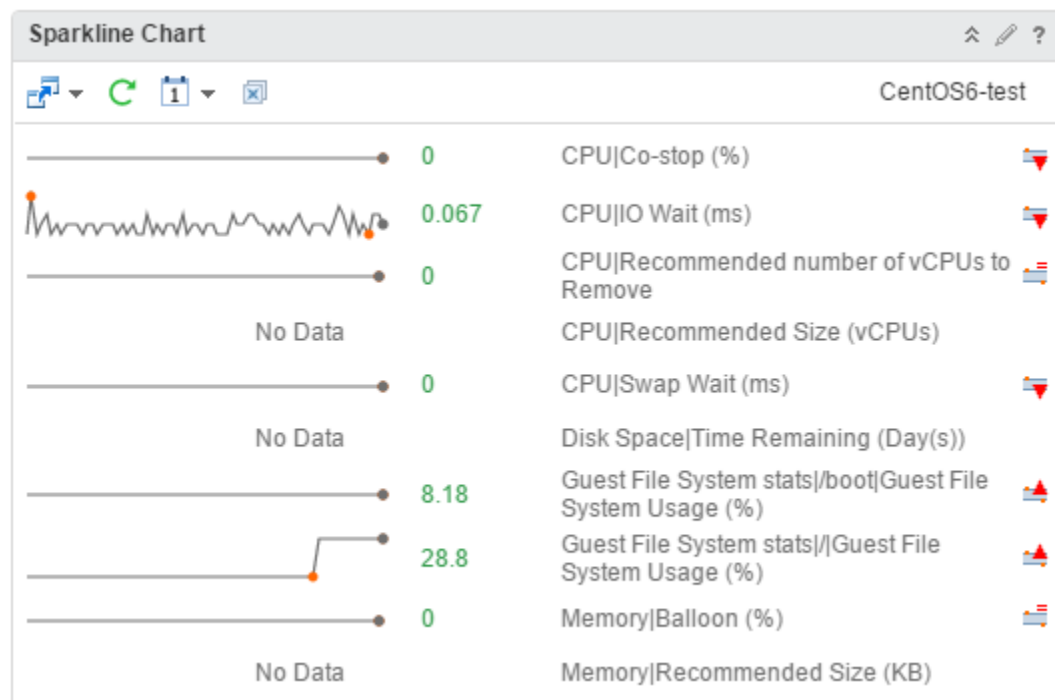 Sparkline Chart ?
1 CentOS6-test
0 CPU|Co-stop (%)
0.067 CPU|IO Wait (ms)
0 CPU|Recommended number of vCPUs to
Remove
No Data CPU|Recommended Size (vCPUs)
0 CPU|Swap Wait (ms)
No Data Disk Space|Time Remaining (Day(s))
8.18 Guest File System stats|/boot|Guest File
System Usage (%)
28.8 Guest File System stats|/|Guest File
System Usage (%)
0 Memory|Balloon (%)
No Data Memory|Recommended Size (KB)